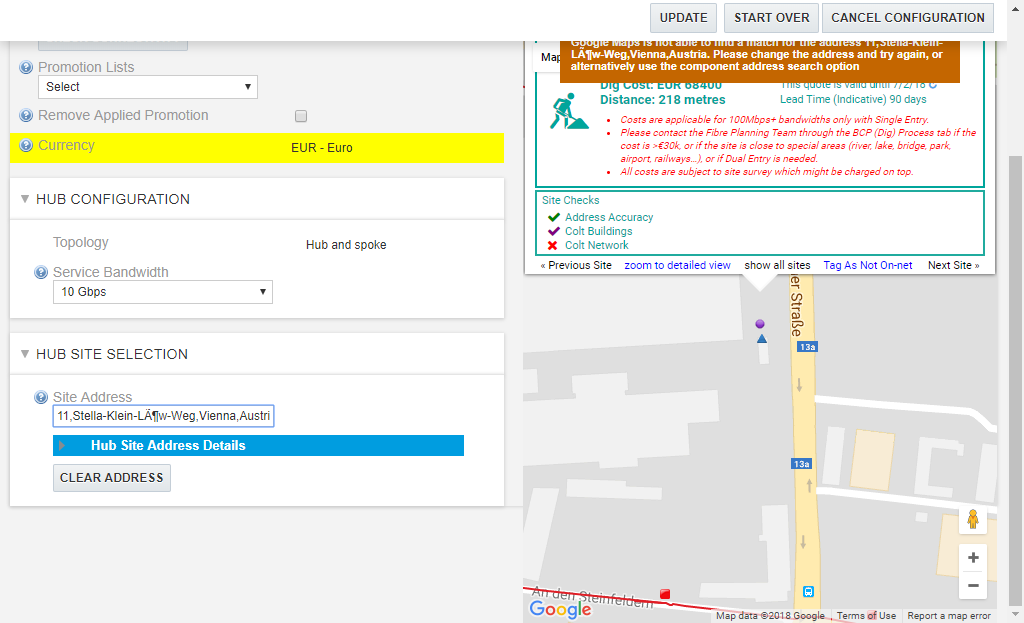 UPDATE
START OVER
CANCEL CONFIGURATION
Promotion Lists
Select
Remove Applied Promotion
Currency
EUR - Euro
HUB CONFIGURATION
Topology
Hub and spoke
Service Bandwidth
10 Gbps
HUB SITE SELECTION
Site Address
11,Stella-Klein-LÃ¶w-Weg,Vienna,Austri
Hub Site Address Details
CLEAR ADDRESS
Google Maps is not able to find a match for the address 11,Stella-Klein-
LÃ¶w-Weg,Vienna,Austria. Please change the address and try again, or
alternatively use the component address search option
Map
Dig Cost: EUR 68400
Distance: 218 metres
This quote is valid until 7/2/18
Lead Time (Indicative) 90 days
Costs are applicable for 100Mbps+ bandwidths only with Single Entry.
Please contact the Fibre Planning Team through the BCP (Dig) Process tab if the
cost is >€30k, or if the site is close to special areas (river, lake, bridge, park,
airport, railways...), or if Dual Entry is needed.
All costs are subject to site survey which might be charged on top.
Site Checks
Address Accuracy
Colt Buildings
Colt Network
« Previous Site
zoom to detailed view
show all sites
Tag As Not On-net
Next Site »
er Straße
13a
13a
An den Steinfeldern
Google
Map data ©2018 Google
Terms of Use
Report a map error